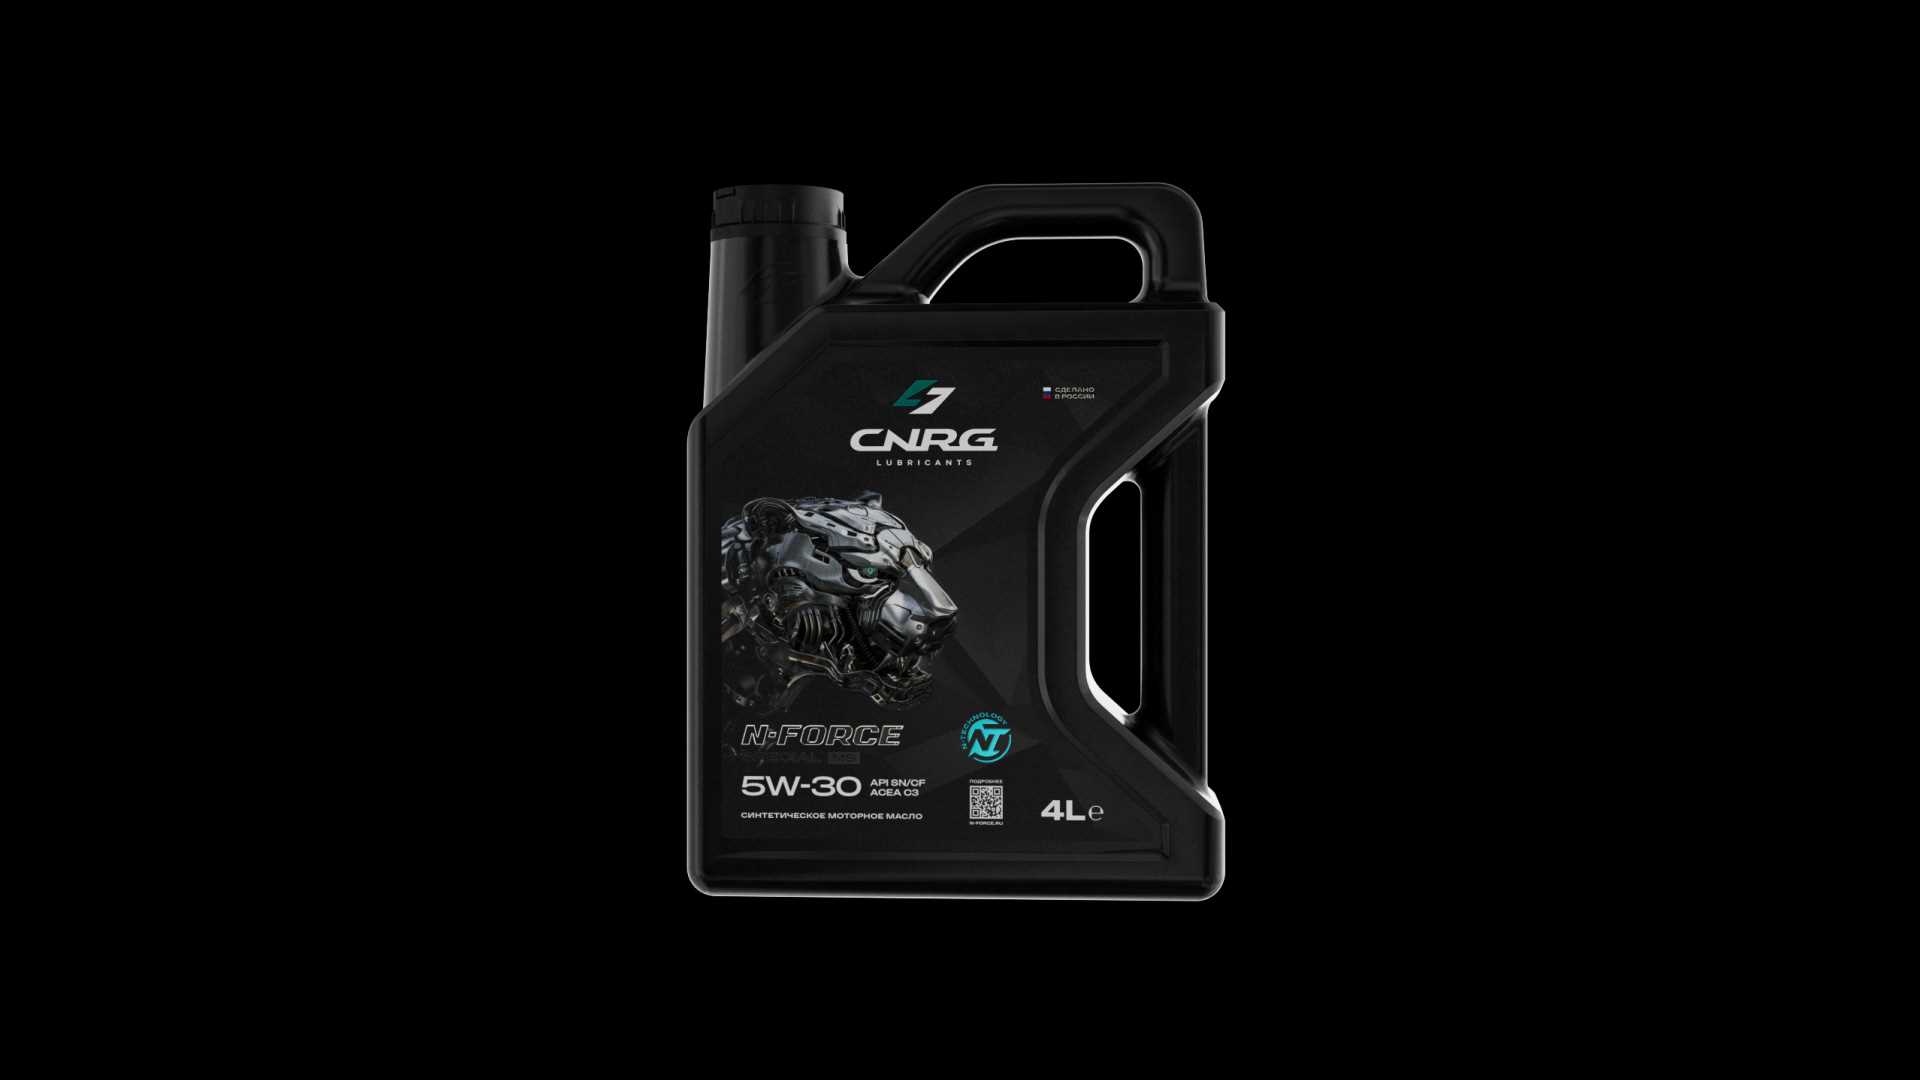 CNRG
LUBRICANTS
СДЕЛАНО
В РОССИИ
N-TECHNOLOGY
NT
N-FORCE
SPECIAL
5W-30
API SN/CF
ACEA C3
СИНТЕТИЧЕСКОЕ МОТОРНОЕ МАСЛО
ПОДРОБНЕЕ
N-FORCE.RU
4L e